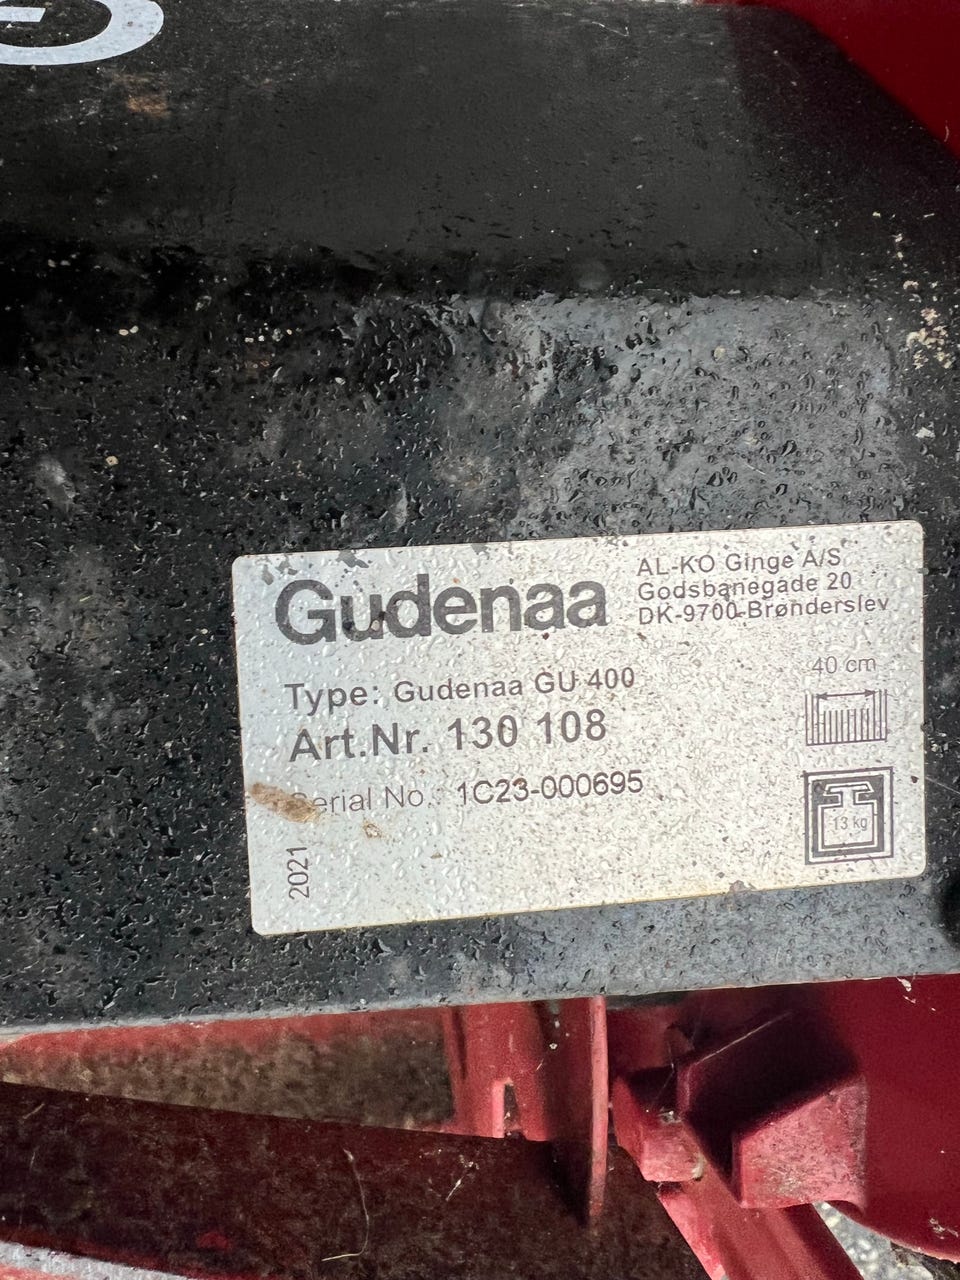 Gudenaa
AL-KO Ginge A/S
Godsbanegade 20
DK-9700-Brønderslev
Type: Gudenaa GU 400
Art.Nr. 130 108
Serial No.: 1C23-000695
2021
40 cm
13 kg